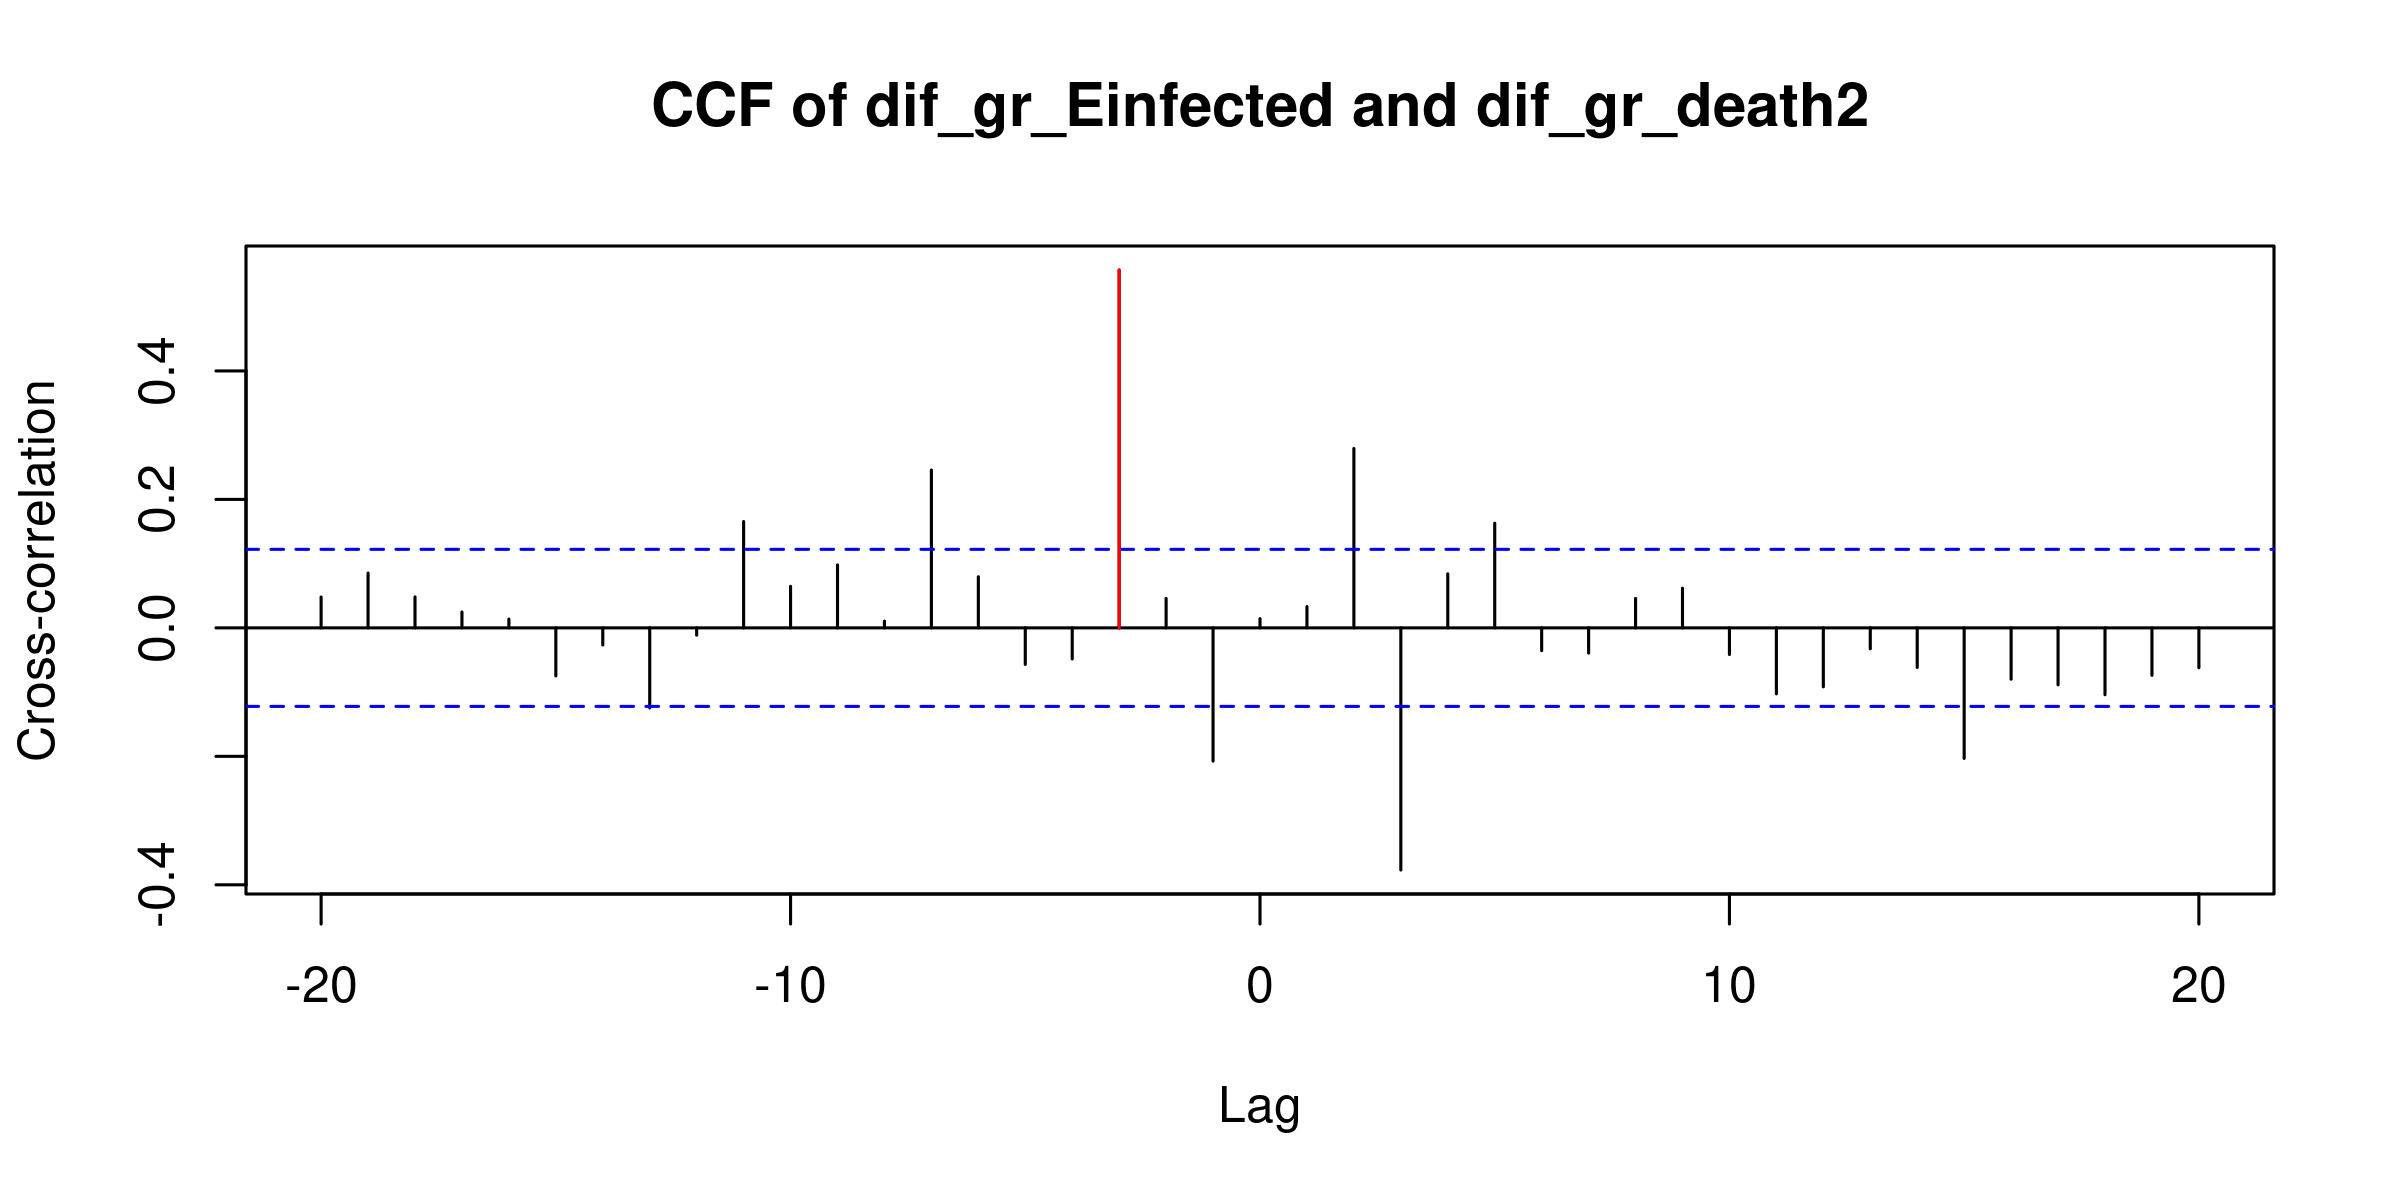 CCF of dif_gr_Einfected and dif_gr_death2
Cross-correlation
0.4
0.2
0.0
-0.4
-20 -10 0 10 20
Lag